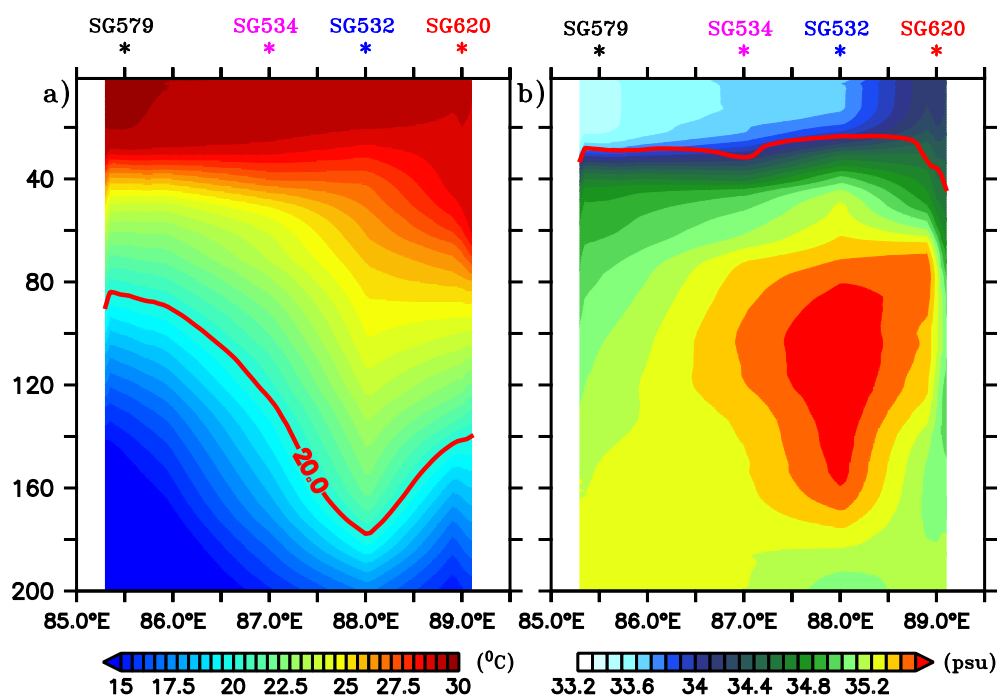 SG579 SG534 SG532 SG620 SG579 SG534 SG532 SG620
* * * * * * * *
a) b)
40
80
120
20.0
160
200
85.0°E 86.0°E 87.0°E 88.0°E 89.0°E 85.0°E 86.0°E 87.0°E 88.0°E 89.0°E
(⁰C) (psu)
15 17.5 20 22.5 25 27.5 30 33.2 33.6 34 34.4 34.8 35.2